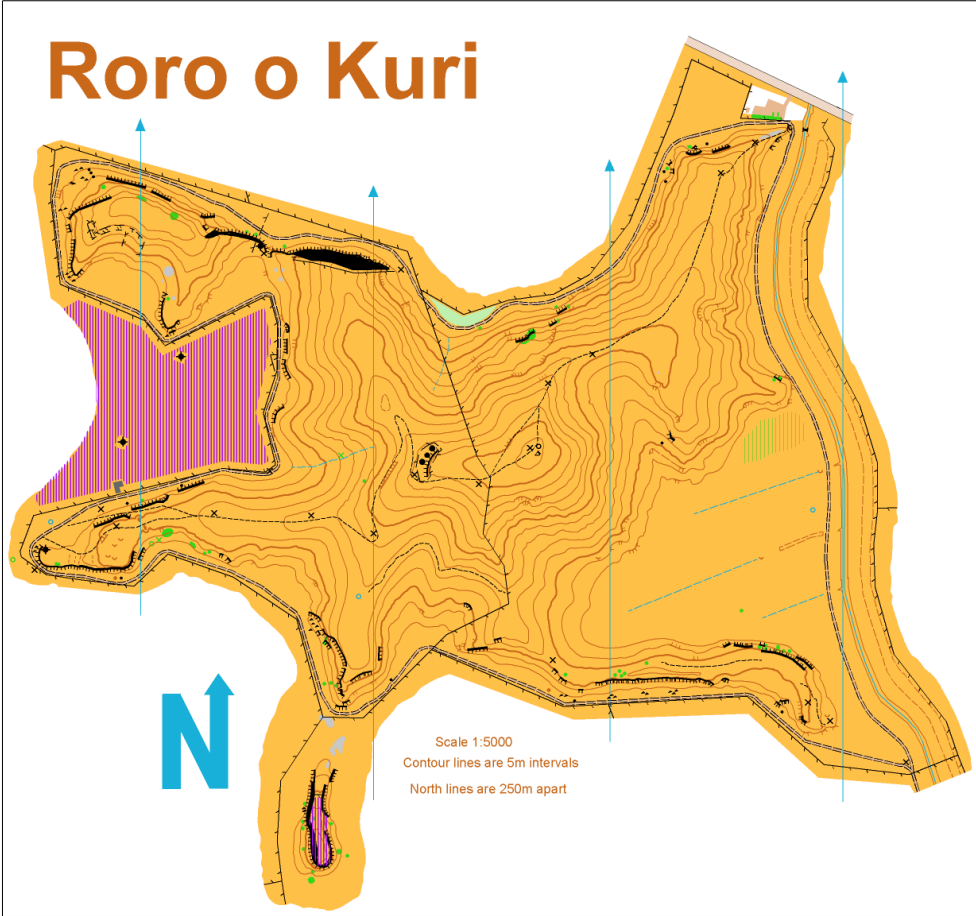 Roro o Kuri
N
Scale 1:5000
Contour lines are 5m intervals
North lines are 250m apart